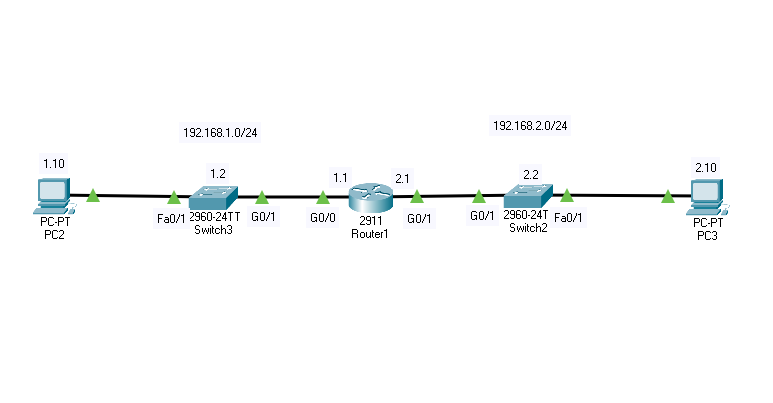 192.168.1.0/24
192.168.2.0/24
1.10
1.2
1.1
2.1
2.2
2.10
Fa0/1
2960-24TT
Switch3
G0/1
G0/0
2911
Router1
G0/1
G0/1
2960-24T
Switch2
Fa0/1
PC-PT
PC2
PC-PT
PC3